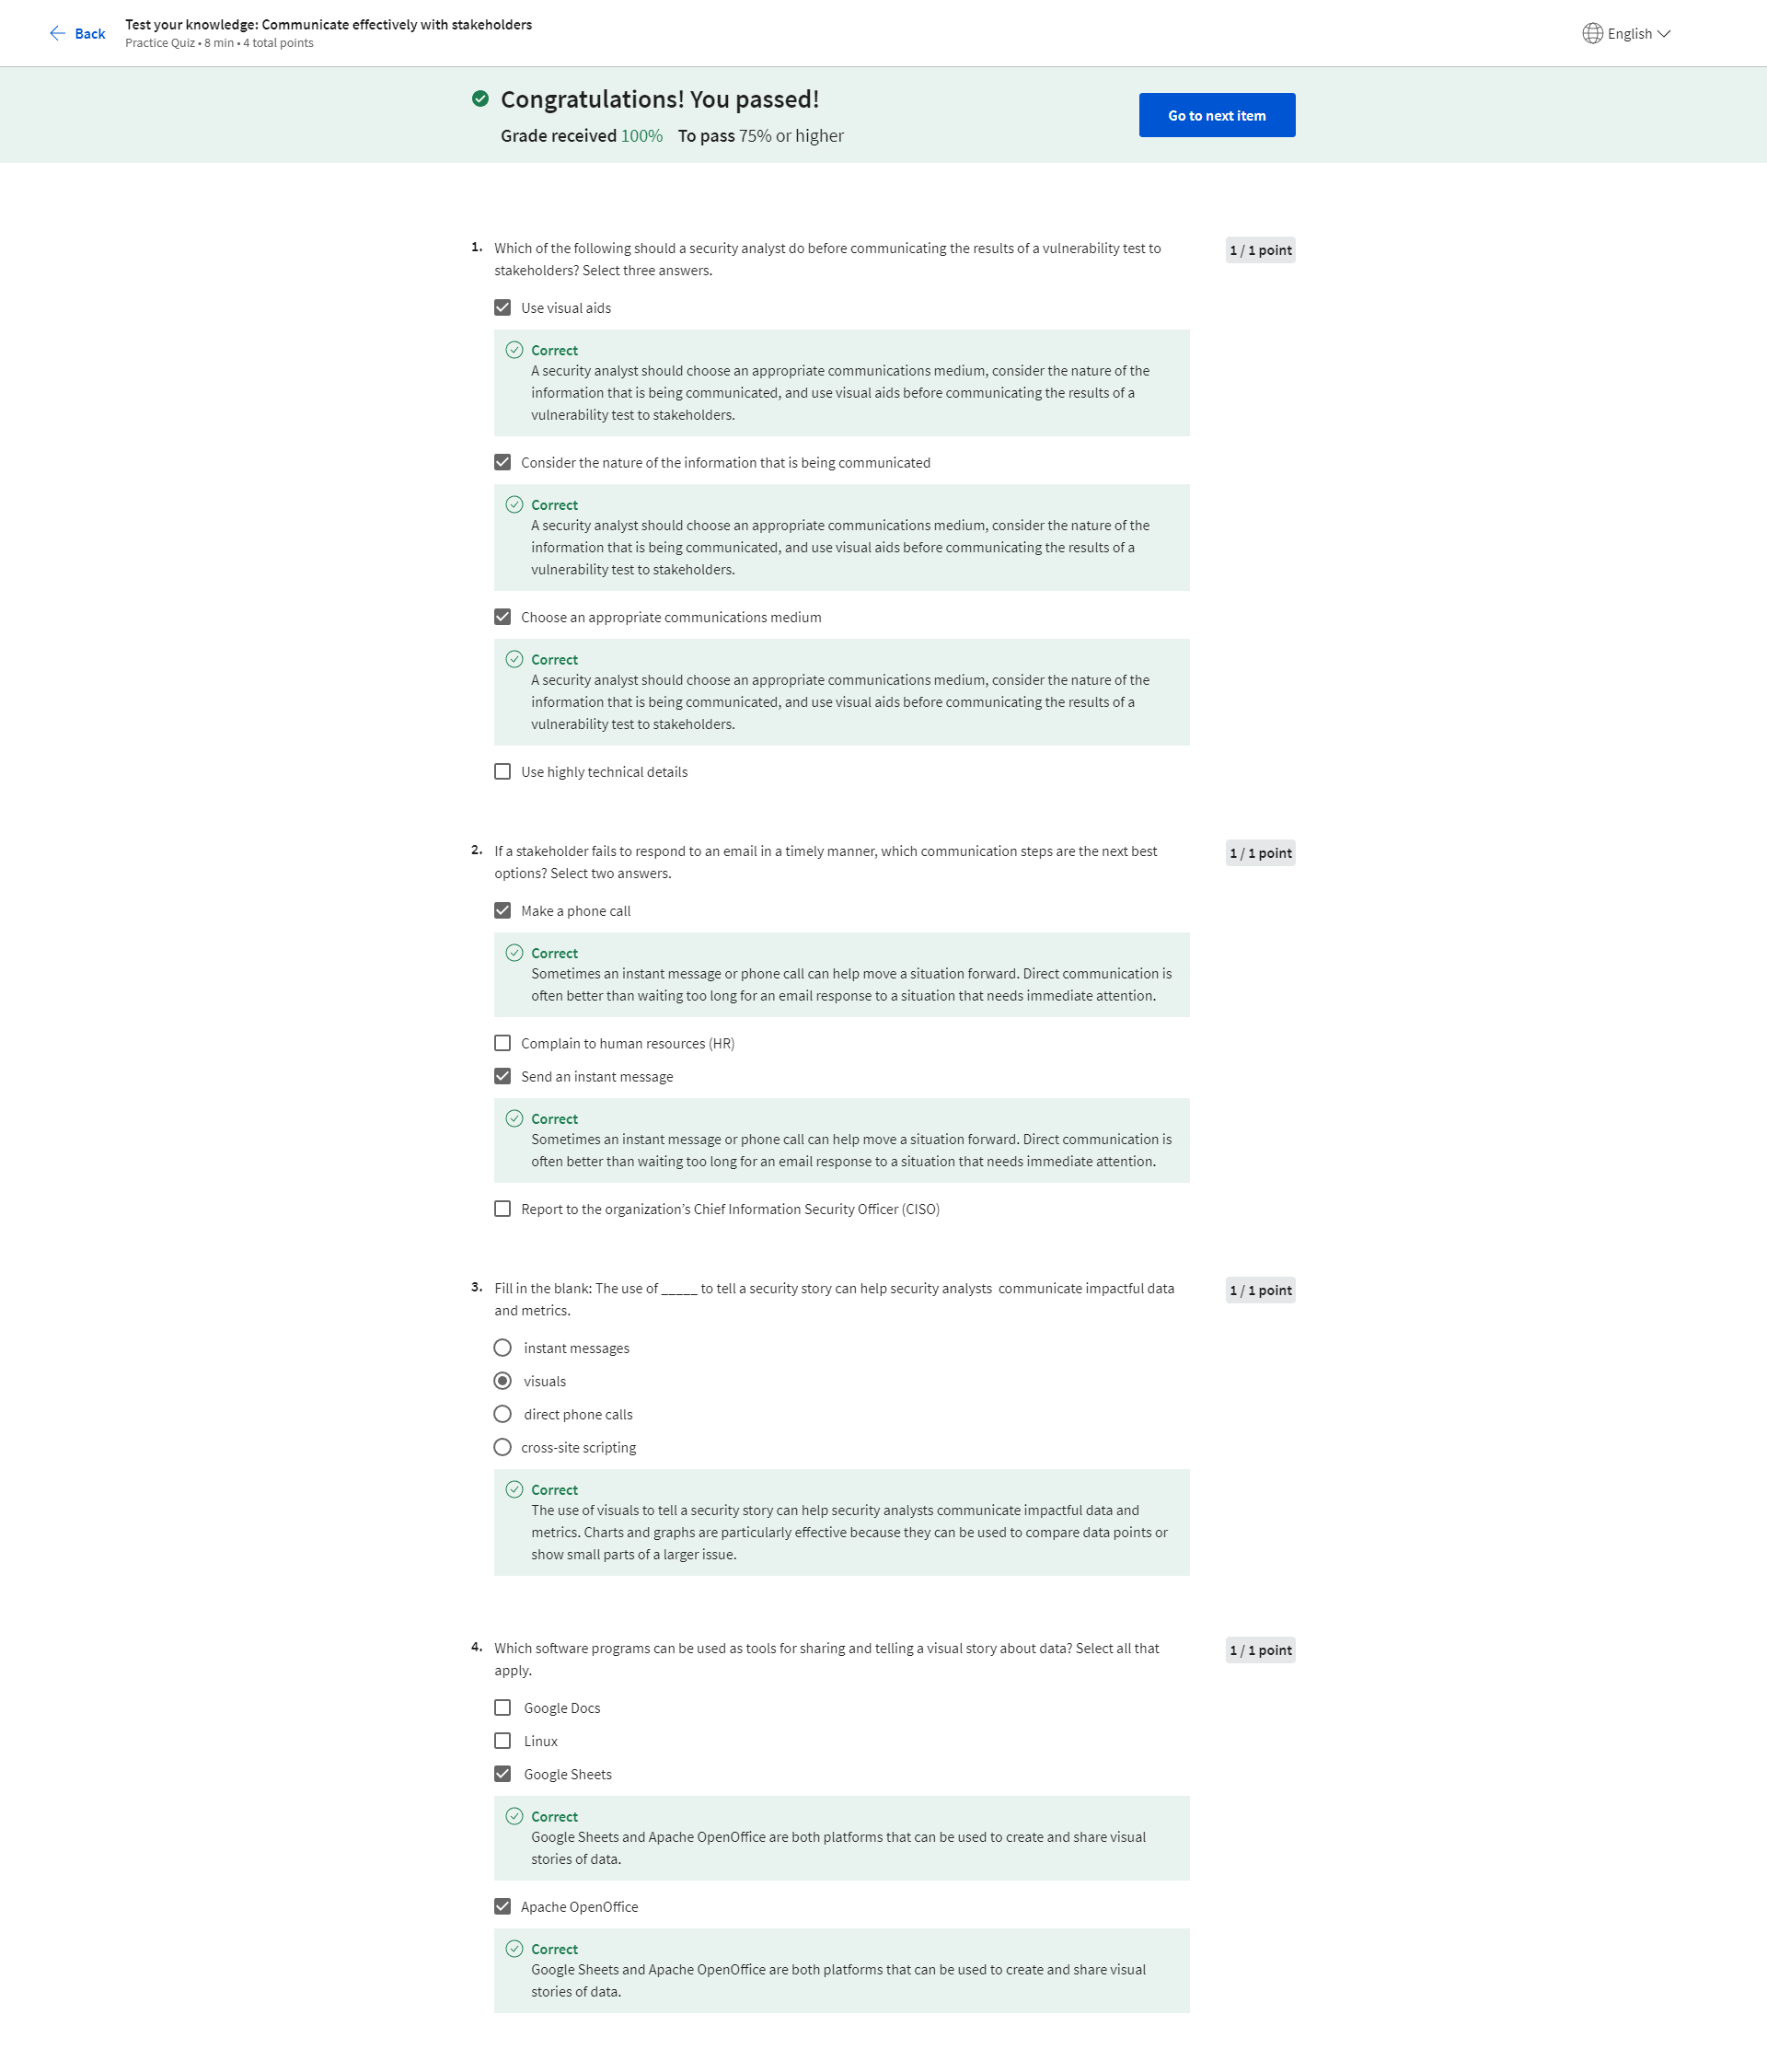 Back
Test your knowledge: Communicate effectively with stakeholders
Practice Quiz • 8 min • 4 total points
English
Congratulations! You passed!
Grade received 100% To pass 75% or higher
Go to next item
1. Which of the following should a security analyst do before communicating the results of a vulnerability test to
stakeholders? Select three answers.
1 / 1 point
Use visual aids
Correct
A security analyst should choose an appropriate communications medium, consider the nature of the
information that is being communicated, and use visual aids before communicating the results of a
vulnerability test to stakeholders.
Consider the nature of the information that is being communicated
Correct
A security analyst should choose an appropriate communications medium, consider the nature of the
information that is being communicated, and use visual aids before communicating the results of a
vulnerability test to stakeholders.
Choose an appropriate communications medium
Correct
A security analyst should choose an appropriate communications medium, consider the nature of the
information that is being communicated, and use visual aids before communicating the results of a
vulnerability test to stakeholders.
Use highly technical details
2. If a stakeholder fails to respond to an email in a timely manner, which communication steps are the next best
options? Select two answers.
1 / 1 point
Make a phone call
Correct
Sometimes an instant message or phone call can help move a situation forward. Direct communication is
often better than waiting too long for an email response to a situation that needs immediate attention.
Complain to human resources (HR)
Send an instant message
Correct
Sometimes an instant message or phone call can help move a situation forward. Direct communication is
often better than waiting too long for an email response to a situation that needs immediate attention.
Report to the organization’s Chief Information Security Officer (CISO)
3. Fill in the blank: The use of _____ to tell a security story can help security analysts communicate impactful data
and metrics.
1 / 1 point
instant messages
visuals
direct phone calls
cross-site scripting
Correct
The use of visuals to tell a security story can help security analysts communicate impactful data and
metrics. Charts and graphs are particularly effective because they can be used to compare data points or
show small parts of a larger issue.
4. Which software programs can be used as tools for sharing and telling a visual story about data? Select all that
apply.
1 / 1 point
Google Docs
Linux
Google Sheets
Correct
Google Sheets and Apache OpenOffice are both platforms that can be used to create and share visual
stories of data.
Apache OpenOffice
Correct
Google Sheets and Apache OpenOffice are both platforms that can be used to create and share visual
stories of data.